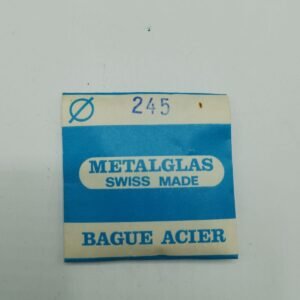 Ø 245
METALGLAS
SWISS MADE
BAGUE ACIER